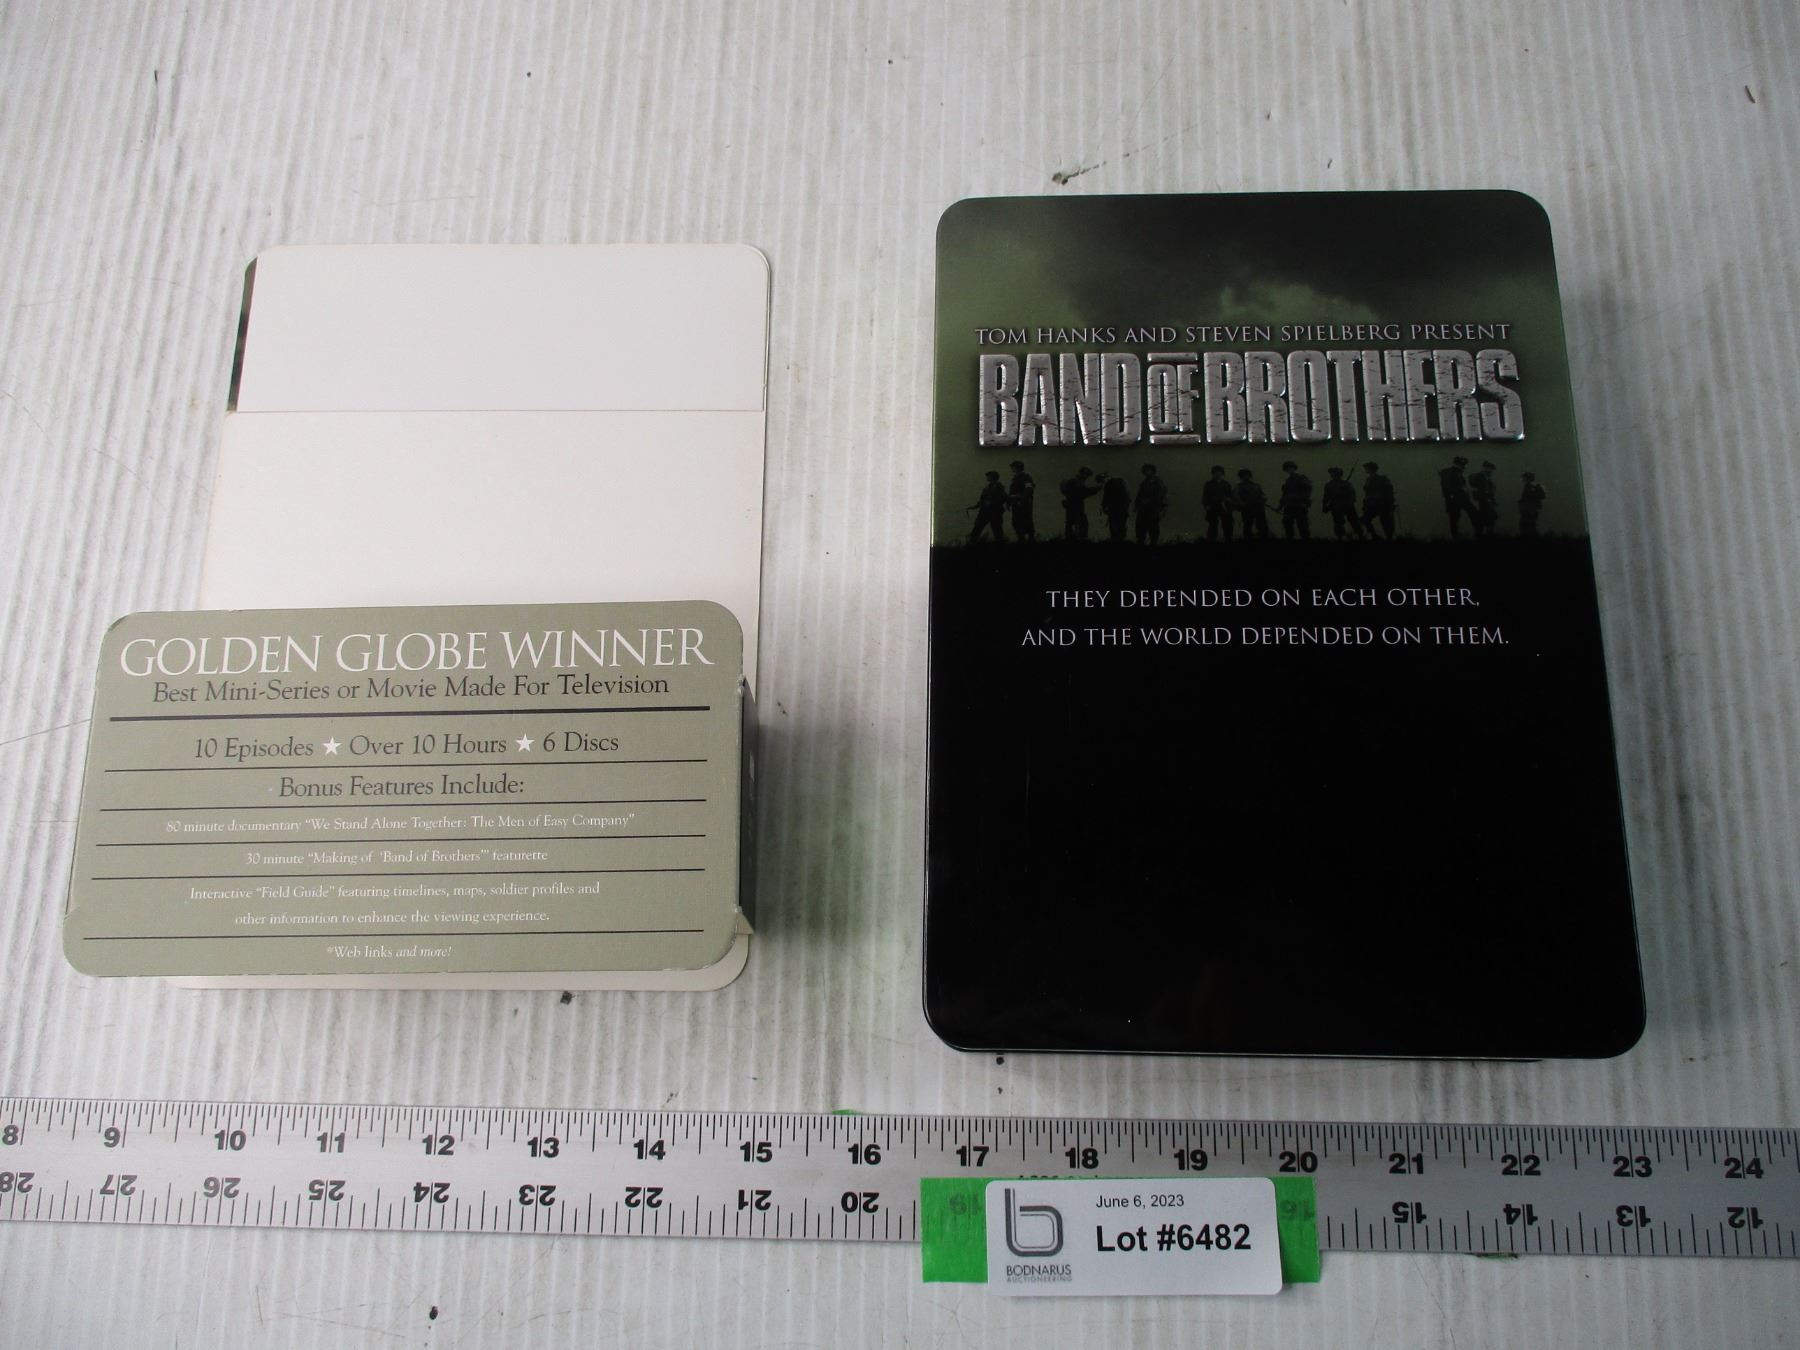 TOM HANKS AND STEVEN SPIELBERG PRESENT
BAND OF BROTHERS
THEY DEPENDED ON EACH OTHER,
AND THE WORLD DEPENDED ON THEM.
GOLDEN GLOBE WINNER
Best Mini-Series or Movie Made For Television
10 Episodes ★ Over 10 Hours ★ 6 Discs
Bonus Features Include:
80 minute documentary "We Stand Alone Together: The Men of Easy Company"
30 minute "Making of 'Band of Brothers'" featurette
Interactive "Field Guide" featuring timelines, maps, soldier profiles and
other information to enhance the viewing experience.
*Web links and more!
8 9 10 11 12 13 14 15 16 17 18 19 20 21 22 23 24
28 27 26 25 24 23 22 21 20 19 16 15 14 13 12
June 6, 2023
Lot #6482
b
BODNARUS
AUCTIONEERING